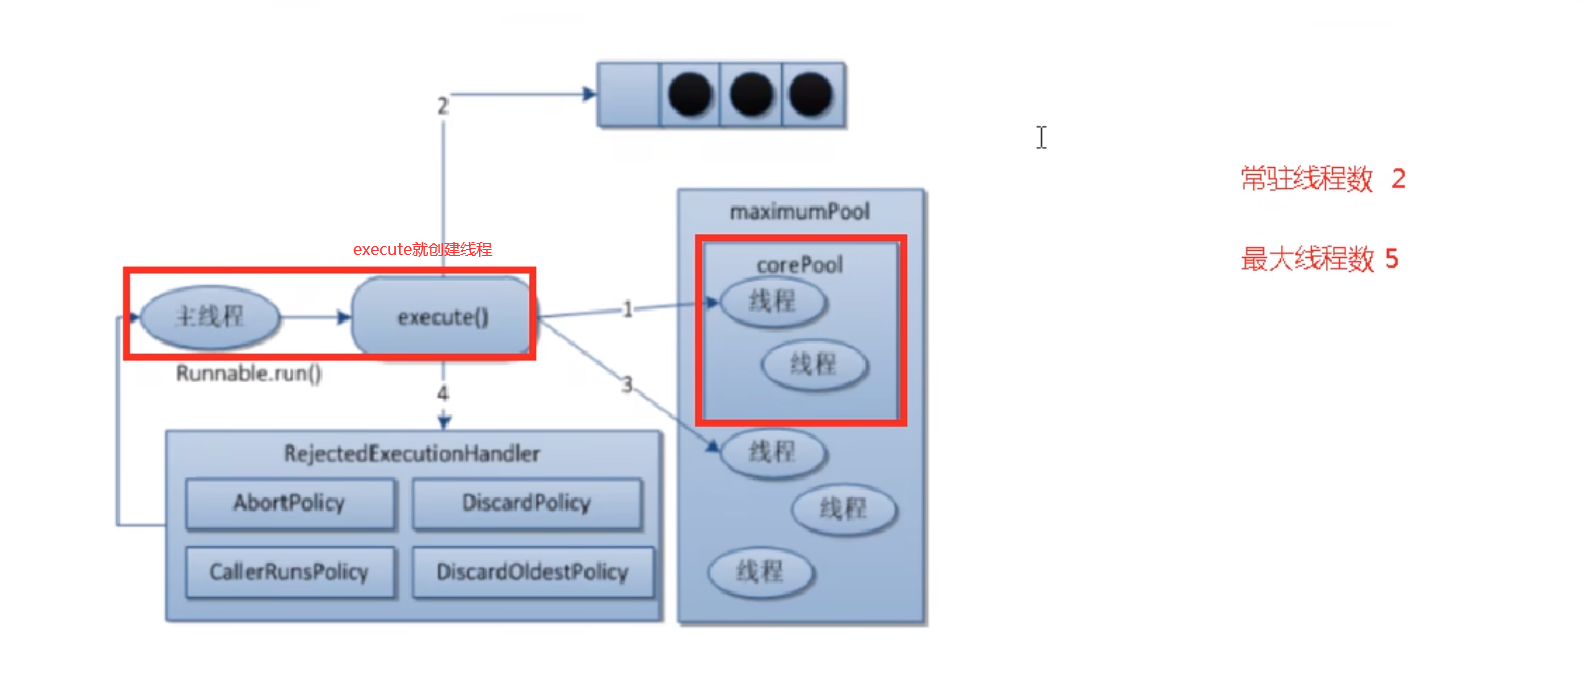 2
常驻线程数 2
maximumPool
execute就创建线程
最大线程数 5
corePool
线程
1
主线程
execute()
线程
Runnable.run()
3
4
线程
RejectedExecutionHandler
AbortPolicy
DiscardPolicy
线程
CallerRunsPolicy
DiscardOldestPolicy
线程